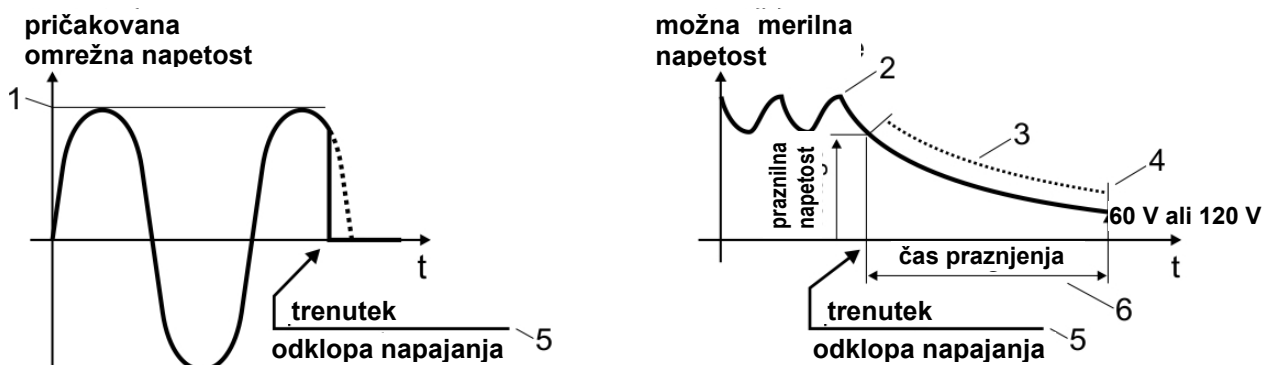 pričakovana
omrežna napetost
1
t
trenutek
odklopa napajanja
5
možna merilna
napetost
2
3
4
praznilna
napetost
60 V ali 120 V
čas praznjenja
t
6
trenutek
odklopa napajanja
5